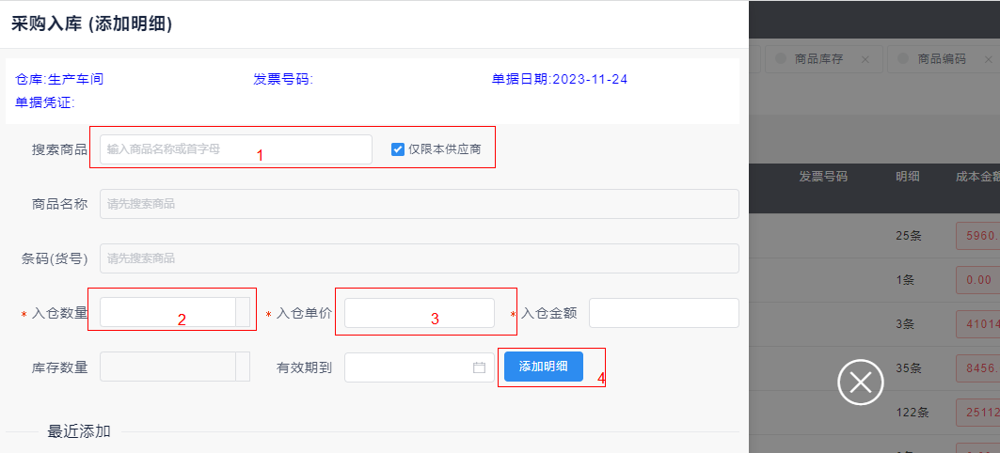 采购入库 (添加明细)
仓库:生产车间 发票号码: 单据日期:2023-11-24
单据凭证:
搜索商品 输入商品名称或首字母 1 仅限本供应商
商品名称 请先搜索商品
条码(货号) 请先搜索商品
* 入仓数量 2 * 入仓单价 3 * 入仓金额
库存数量 有效期到 添加明细 4
最近添加
商品库存 × 商品编码 ×
发票号码 明细 成本金额
25条 5960.
1条 0.00
3条 41014
35条 8456.
122条 25112